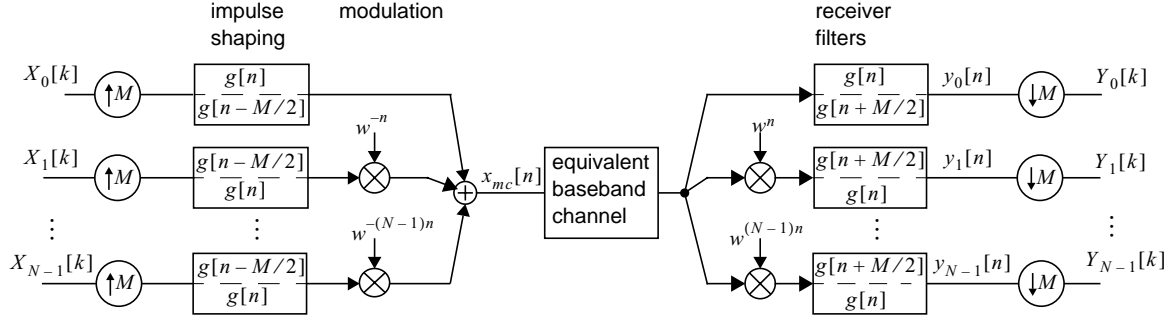 impulse shaping
modulation
receiver filters
X_0[k]
↑M
g[n]
g[n − M/2]
g[n]
g[n + M/2]
y_0[n]
↓M
Y_0[k]
w^{-n}
w^{n}
X_1[k]
↑M
g[n − M/2]
g[n]
x_{mc}[n]
equivalent
baseband
channel
g[n + M/2]
g[n]
y_1[n]
↓M
Y_1[k]
w^{-(N−1)n}
w^{(N−1)n}
X_{N−1}[k]
↑M
g[n − M/2]
g[n]
g[n + M/2]
g[n]
y_{N−1}[n]
↓M
Y_{N−1}[k]